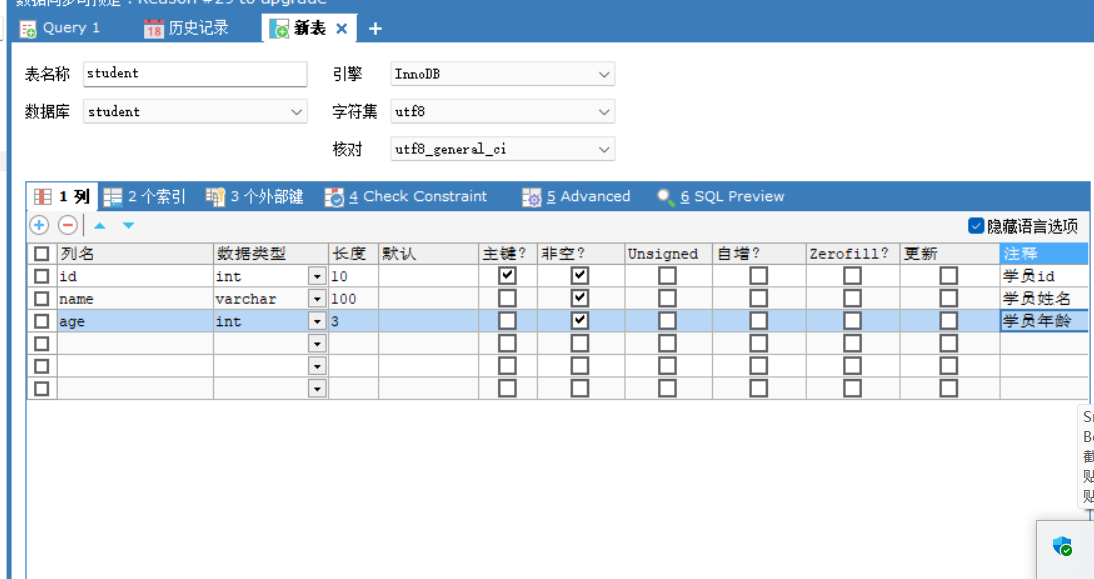 Reason #29 to upgrade
Query 1 历史记录 新表
表名称 student 引擎 InnoDB
数据库 student 字符集 utf8
核对 utf8_general_ci
1 列 2 个索引 3 个外部键 4 Check Constraint 5 Advanced 6 SQL Preview
隐藏语言选项
列名 数据类型 长度 默认 主键? 非空? Unsigned 自增? Zerofill? 更新 注释
id int 10 学员id
name varchar 100 学员姓名
age int 3 学员年龄
截
贴
贴